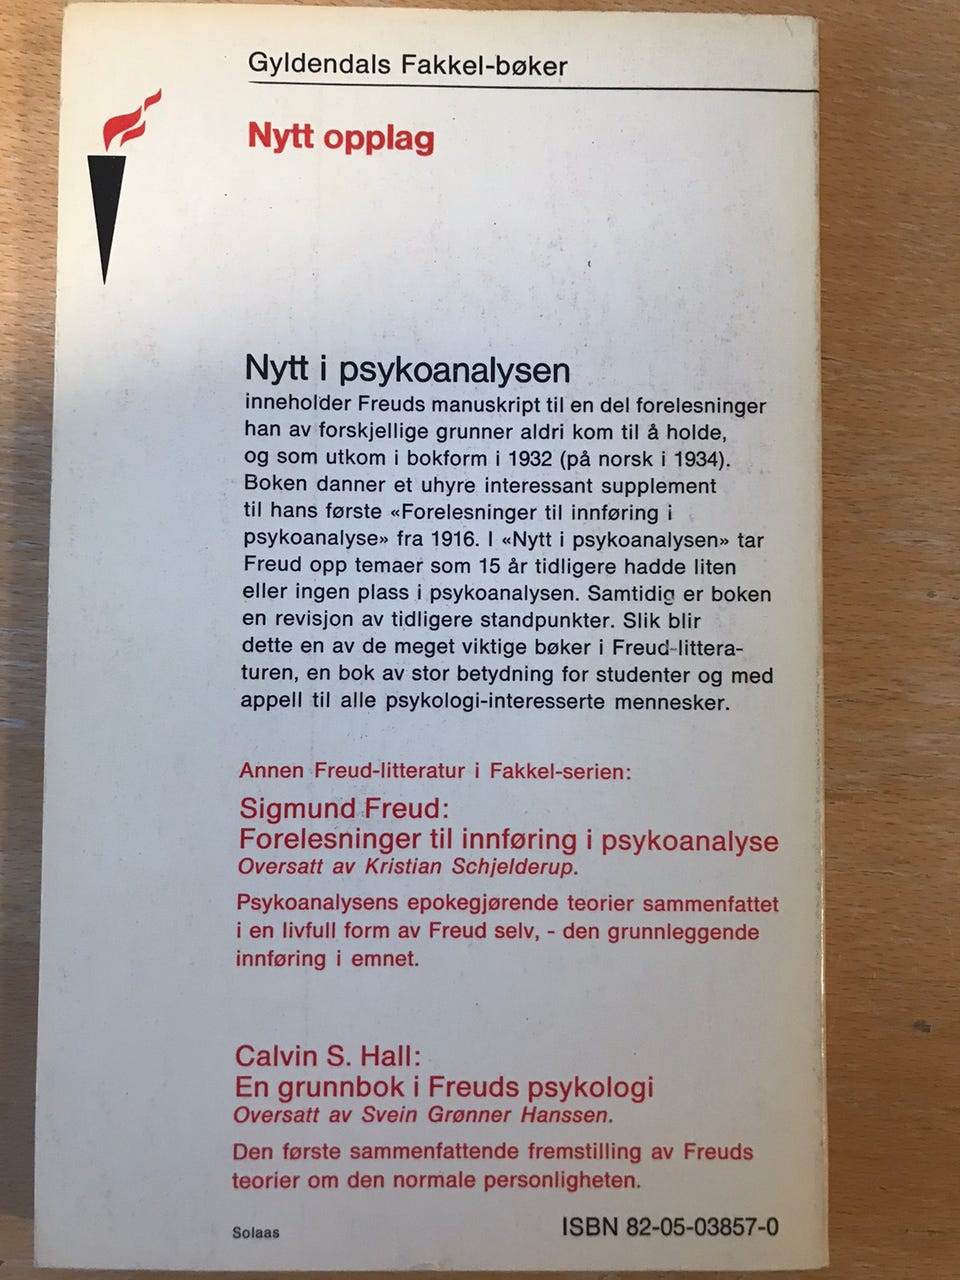 Gyldendals Fakkel-bøker
Nytt opplag
Nytt i psykoanalysen
inneholder Freuds manuskript til en del forelesninger
han av forskjellige grunner aldri kom til å holde,
og som utkom i bokform i 1932 (på norsk i 1934).
Boken danner et uhyre interessant supplement
til hans første «Forelesninger til innføring i
psykoanalyse» fra 1916. I «Nytt i psykoanalysen» tar
Freud opp temaer som 15 år tidligere hadde liten
eller ingen plass i psykoanalysen. Samtidig er boken
en revisjon av tidligere standpunkter. Slik blir
dette en av de meget viktige bøker i Freud-littera-
turen, en bok av stor betydning for studenter og med
appell til alle psykologi-interesserte mennesker.
Annen Freud-litteratur i Fakkel-serien:
Sigmund Freud:
Forelesninger til innføring i psykoanalyse
Oversatt av Kristian Schjelderup.
Psykoanalysens epokegjørende teorier sammenfattet
i en livfull form av Freud selv, - den grunnleggende
innføring i emnet.
Calvin S. Hall:
En grunnbok i Freuds psykologi
Oversatt av Svein Grønner Hanssen.
Den første sammenfattende fremstilling av Freuds
teorier om den normale personligheten.
Solaas
ISBN 82-05-03857-0